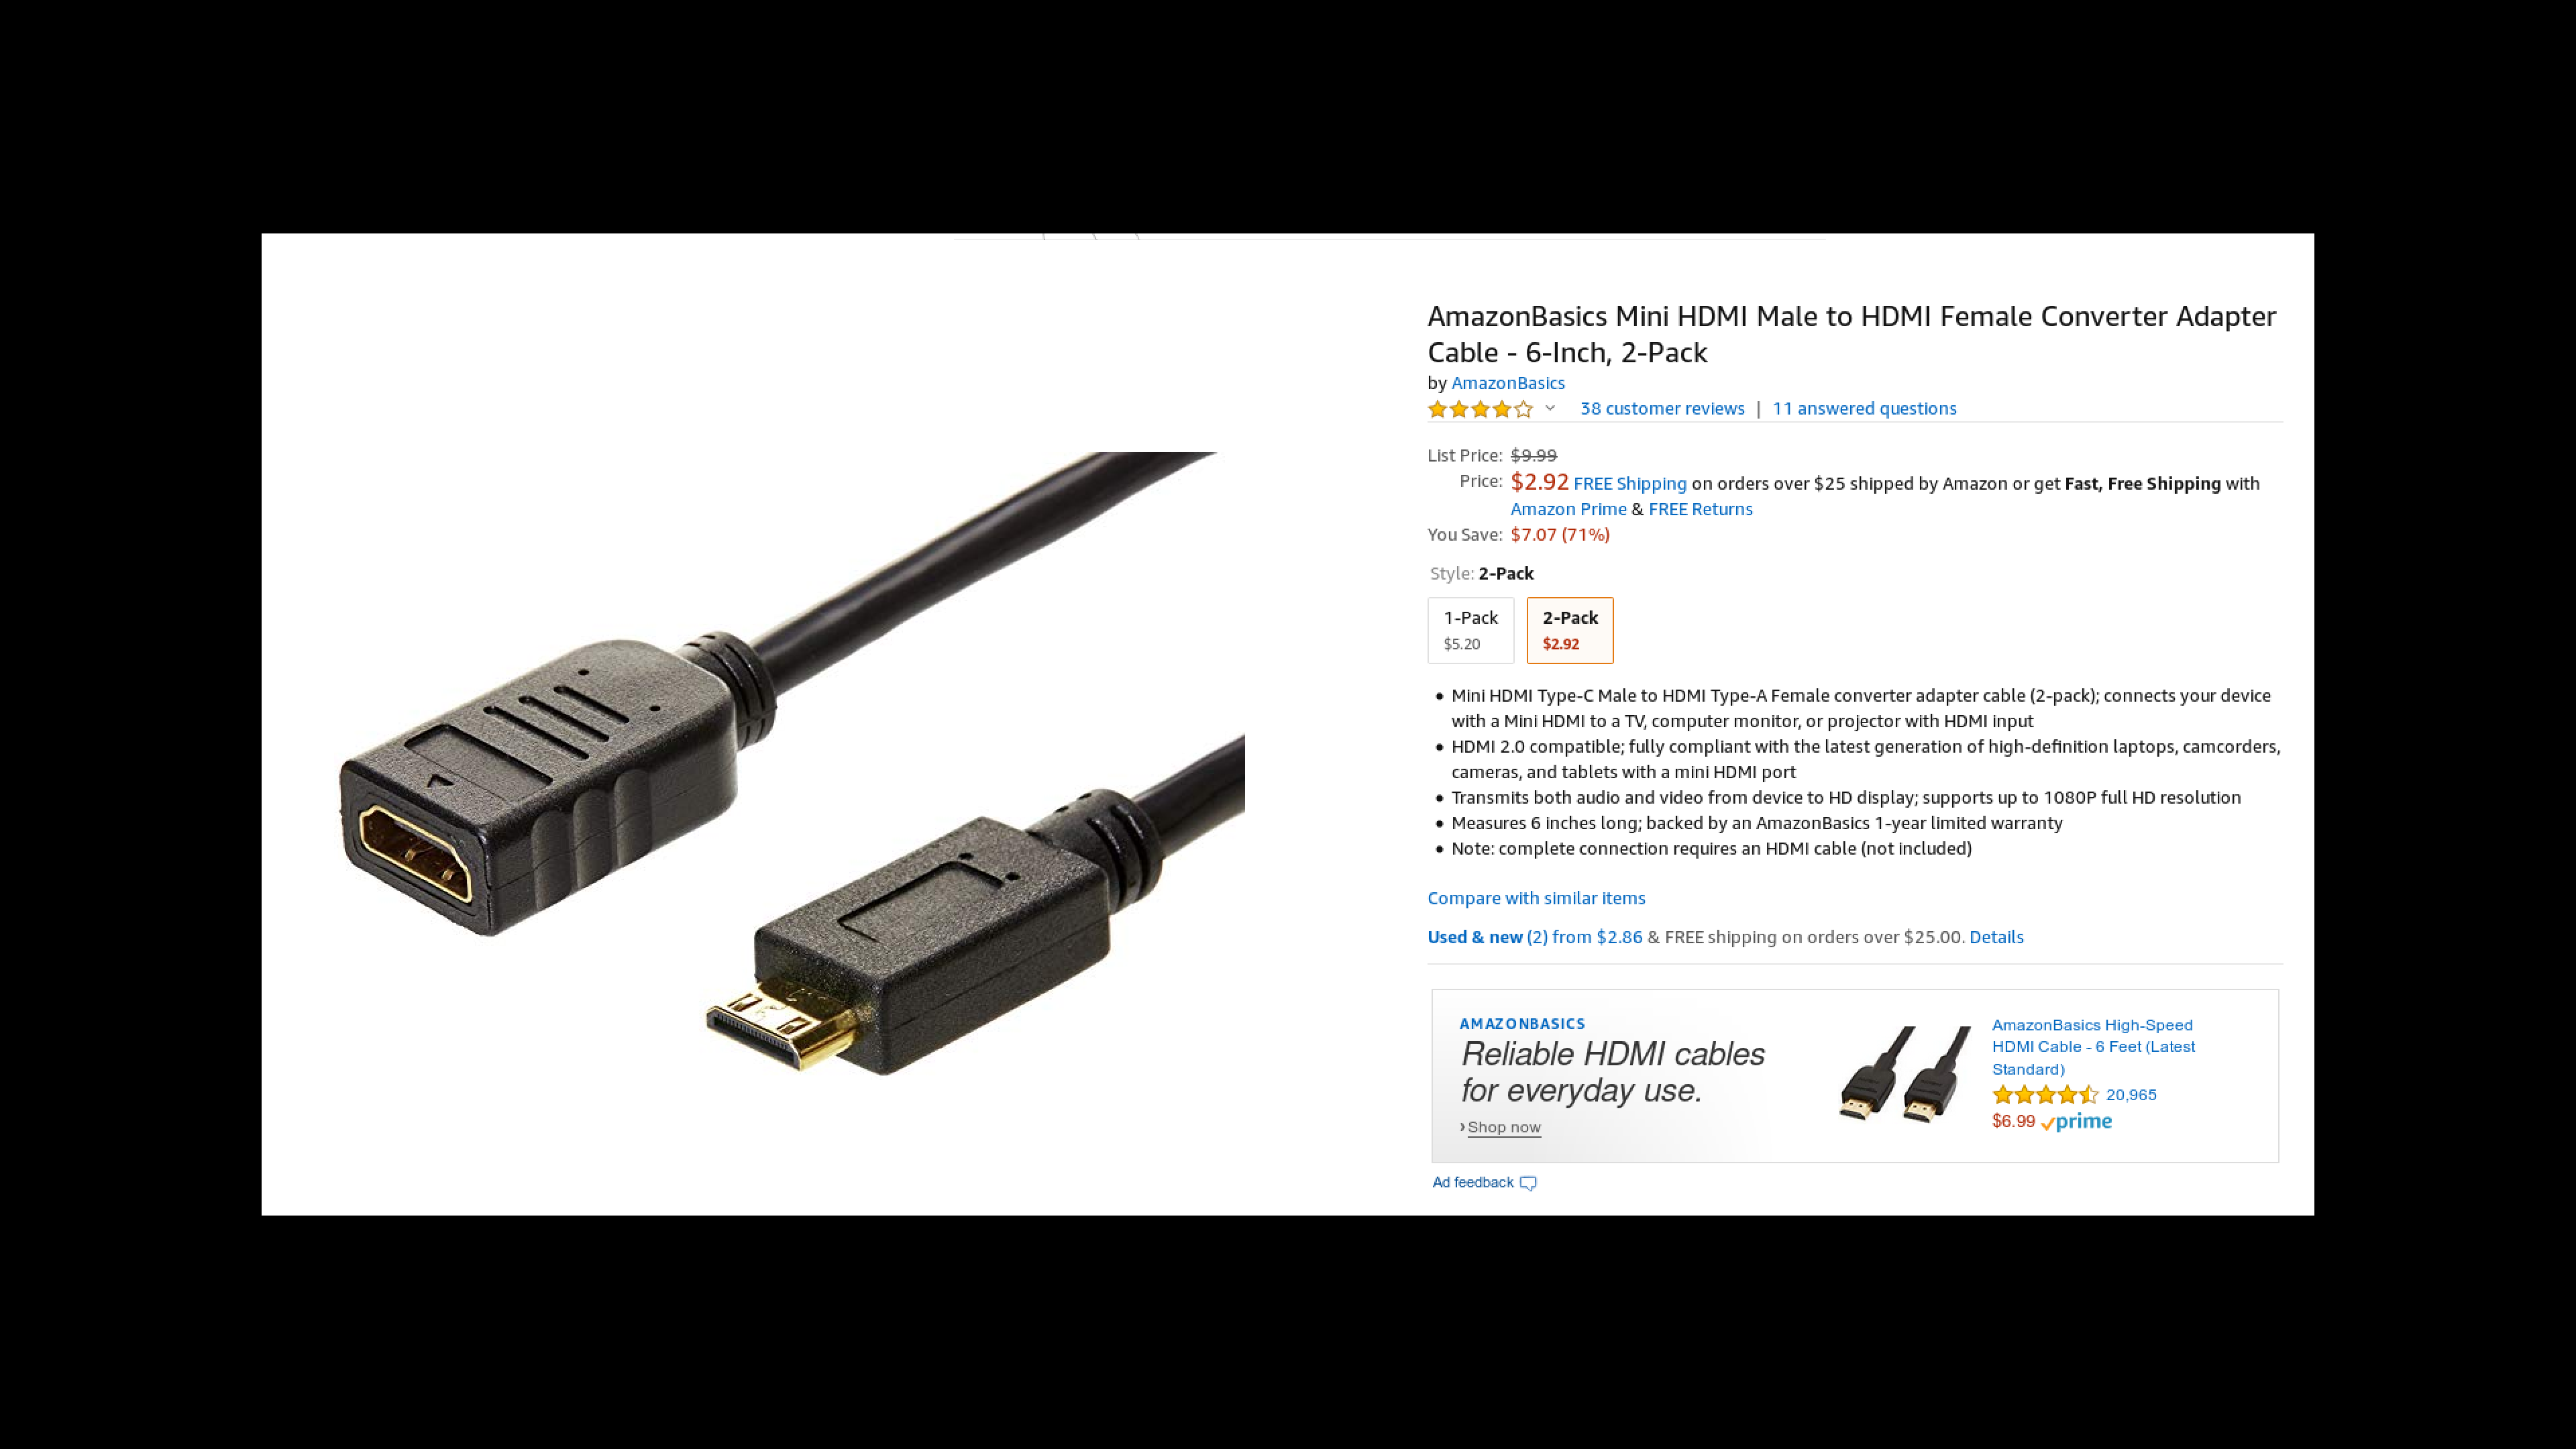 AmazonBasics Mini HDMI Male to HDMI Female Converter Adapter
Cable - 6-Inch, 2-Pack
by AmazonBasics
38 customer reviews | 11 answered questions
List Price: $9.99
Price: $2.92 FREE Shipping on orders over $25 shipped by Amazon or get Fast, Free Shipping with
Amazon Prime & FREE Returns
You Save: $7.07 (71%)
Style: 2-Pack
1-Pack 2-Pack
$5.20 $2.92
• Mini HDMI Type-C Male to HDMI Type-A Female converter adapter cable (2-pack); connects your device
with a Mini HDMI to a TV, computer monitor, or projector with HDMI input
• HDMI 2.0 compatible; fully compliant with the latest generation of high-definition laptops, camcorders,
cameras, and tablets with a mini HDMI port
• Transmits both audio and video from device to HD display; supports up to 1080P full HD resolution
• Measures 6 inches long; backed by an AmazonBasics 1-year limited warranty
• Note: complete connection requires an HDMI cable (not included)
Compare with similar items
Used & new (2) from $2.86 & FREE shipping on orders over $25.00. Details
AMAZONBASICS
Reliable HDMI cables
for everyday use.
› Shop now
AmazonBasics High-Speed
HDMI Cable - 6 Feet (Latest
Standard)
20,965
$6.99 prime
Ad feedback